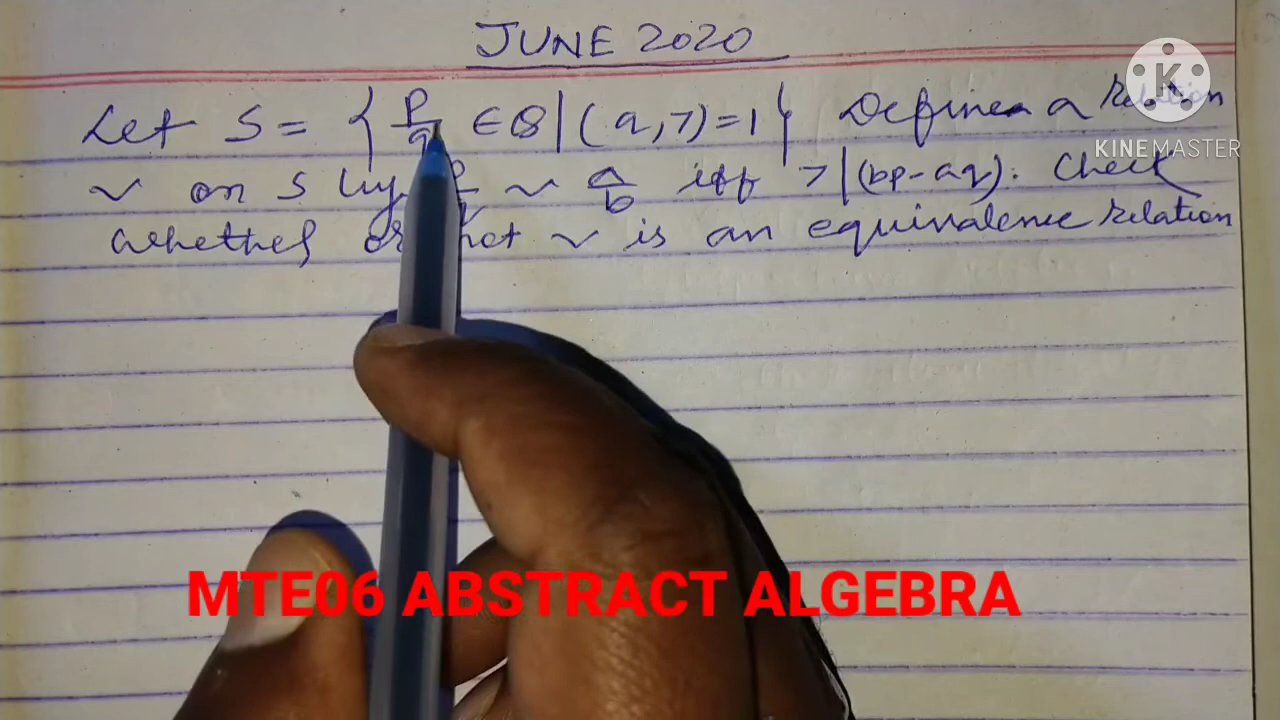 JUNE 2020
Let S = { p/q ∈ Q | (q,7)=1} Define a relation
K
KINEMASTER
~ on S by p/q ~ a/b iff 7|(bp-aq). Check
whether or not ~ is an equivalence relation
MTE06 ABSTRACT ALGEBRA